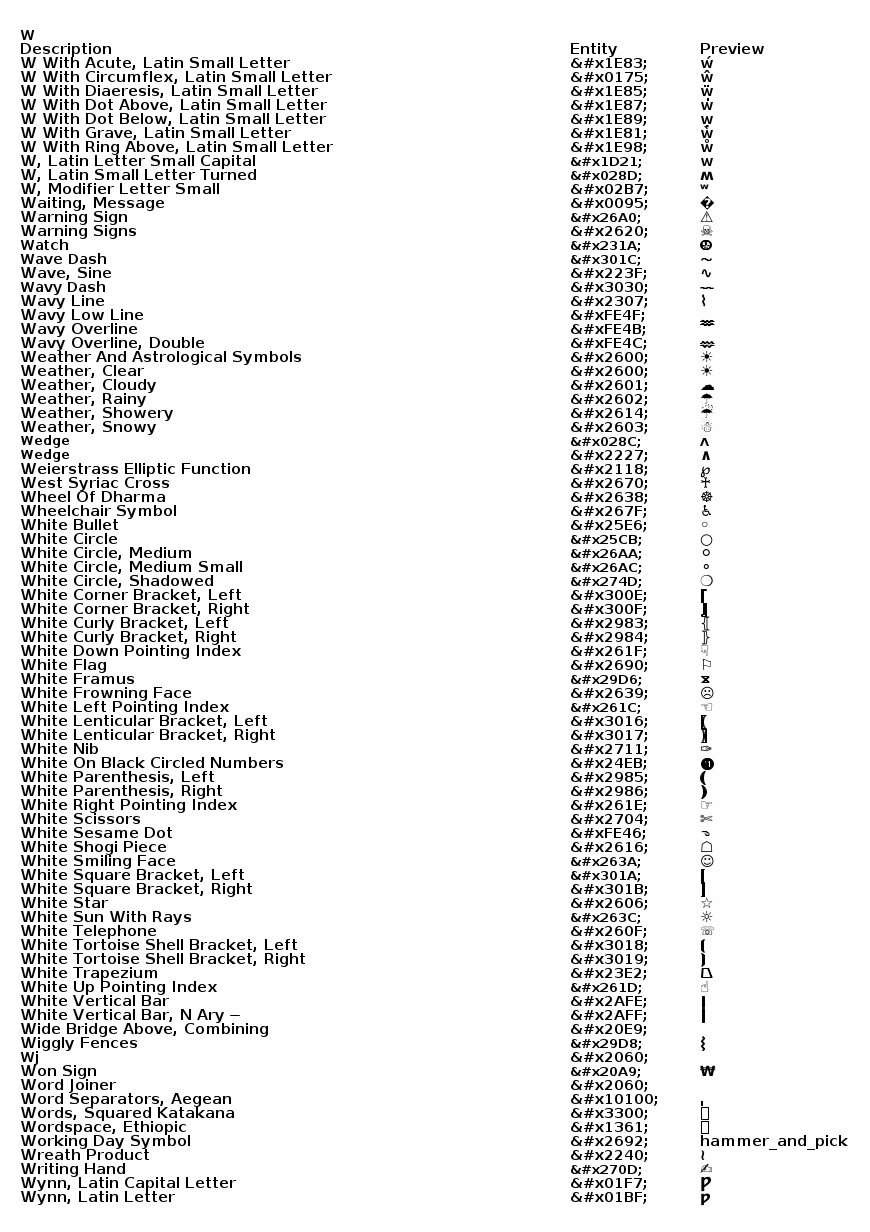 W
Description Entity Preview
W With Acute, Latin Small Letter &#x1E83; ẃ
W With Circumflex, Latin Small Letter &#x0175; ŵ
W With Diaeresis, Latin Small Letter &#x1E85; ẅ
W With Dot Above, Latin Small Letter &#x1E87; ẇ
W With Dot Below, Latin Small Letter &#x1E89; ẉ
W With Grave, Latin Small Letter &#x1E81; ẁ
W With Ring Above, Latin Small Letter &#x1E98; ẘ
W, Latin Letter Small Capital &#x1D21; ᴡ
W, Latin Small Letter Turned &#x028D; ʍ
W, Modifier Letter Small &#x02B7; ʷ
Waiting, Message &#x0095; �
Warning Sign &#x26A0; ⚠
Warning Signs &#x2620; ☠
Watch &#x231A; ⌚
Wave Dash &#x301C; 〜
Wave, Sine &#x223F; ∿
Wavy Dash &#x3030; 〰
Wavy Line &#x2307; ⌇
Wavy Low Line &#xFE4F; ﹏
Wavy Overline &#xFE4B; ﹋
Wavy Overline, Double &#xFE4C; ﹌
Weather And Astrological Symbols &#x2600; ☀
Weather, Clear &#x2600; ☀
Weather, Cloudy &#x2601; ☁
Weather, Rainy &#x2602; ☂
Weather, Showery &#x2614; ☔
Weather, Snowy &#x2603; ☃
Wedge &#x028C; ʌ
Wedge &#x2227; ∧
Weierstrass Elliptic Function &#x2118; ℘
West Syriac Cross &#x2670; ♰
Wheel Of Dharma &#x2638; ☸
Wheelchair Symbol &#x267F; ♿
White Bullet &#x25E6; ◦
White Circle &#x25CB; ○
White Circle, Medium &#x26AA; ⚪
White Circle, Medium Small &#x26AC; ⚬
White Circle, Shadowed &#x274D; ❍
White Corner Bracket, Left &#x300E; 『
White Corner Bracket, Right &#x300F; 』
White Curly Bracket, Left &#x2983; ⦃
White Curly Bracket, Right &#x2984; ⦄
White Down Pointing Index &#x261F; ☟
White Flag &#x2690; ⚐
White Framus &#x29D6; ⧖
White Frowning Face &#x2639; ☹
White Left Pointing Index &#x261C; ☜
White Lenticular Bracket, Left &#x3016; 〖
White Lenticular Bracket, Right &#x3017; 〗
White Nib &#x2711; ✑
White On Black Circled Numbers &#x24EB; ⓫
White Parenthesis, Left &#x2985; ⦅
White Parenthesis, Right &#x2986; ⦆
White Right Pointing Index &#x261E; ☞
White Scissors &#x2704; ✄
White Sesame Dot &#xFE46; ﹆
White Shogi Piece &#x2616; ☖
White Smiling Face &#x263A; ☺
White Square Bracket, Left &#x301A; 〚
White Square Bracket, Right &#x301B; 〛
White Star &#x2606; ☆
White Sun With Rays &#x263C; ☼
White Telephone &#x260F; ☏
White Tortoise Shell Bracket, Left &#x3018; 〘
White Tortoise Shell Bracket, Right &#x3019; 〙
White Trapezium &#x23E2; ⏢
White Up Pointing Index &#x261D; ☝
White Vertical Bar &#x2AFE; ⫾
White Vertical Bar, N Ary − &#x2AFF; ⫿
Wide Bridge Above, Combining &#x20E9;
Wiggly Fences &#x29D8; ⧘
Wj &#x2060;
Won Sign &#x20A9; ₩
Word Joiner &#x2060;
Word Separators, Aegean &#x10100; 𐄀
Words, Squared Katakana &#x3300; ㌀
Wordspace, Ethiopic &#x1361; ፡
Working Day Symbol &#x2692; hammer_and_pick
Wreath Product &#x2240; ≀
Writing Hand &#x270D; ✍
Wynn, Latin Capital Letter &#x01F7; Ƿ
Wynn, Latin Letter &#x01BF; ƿ